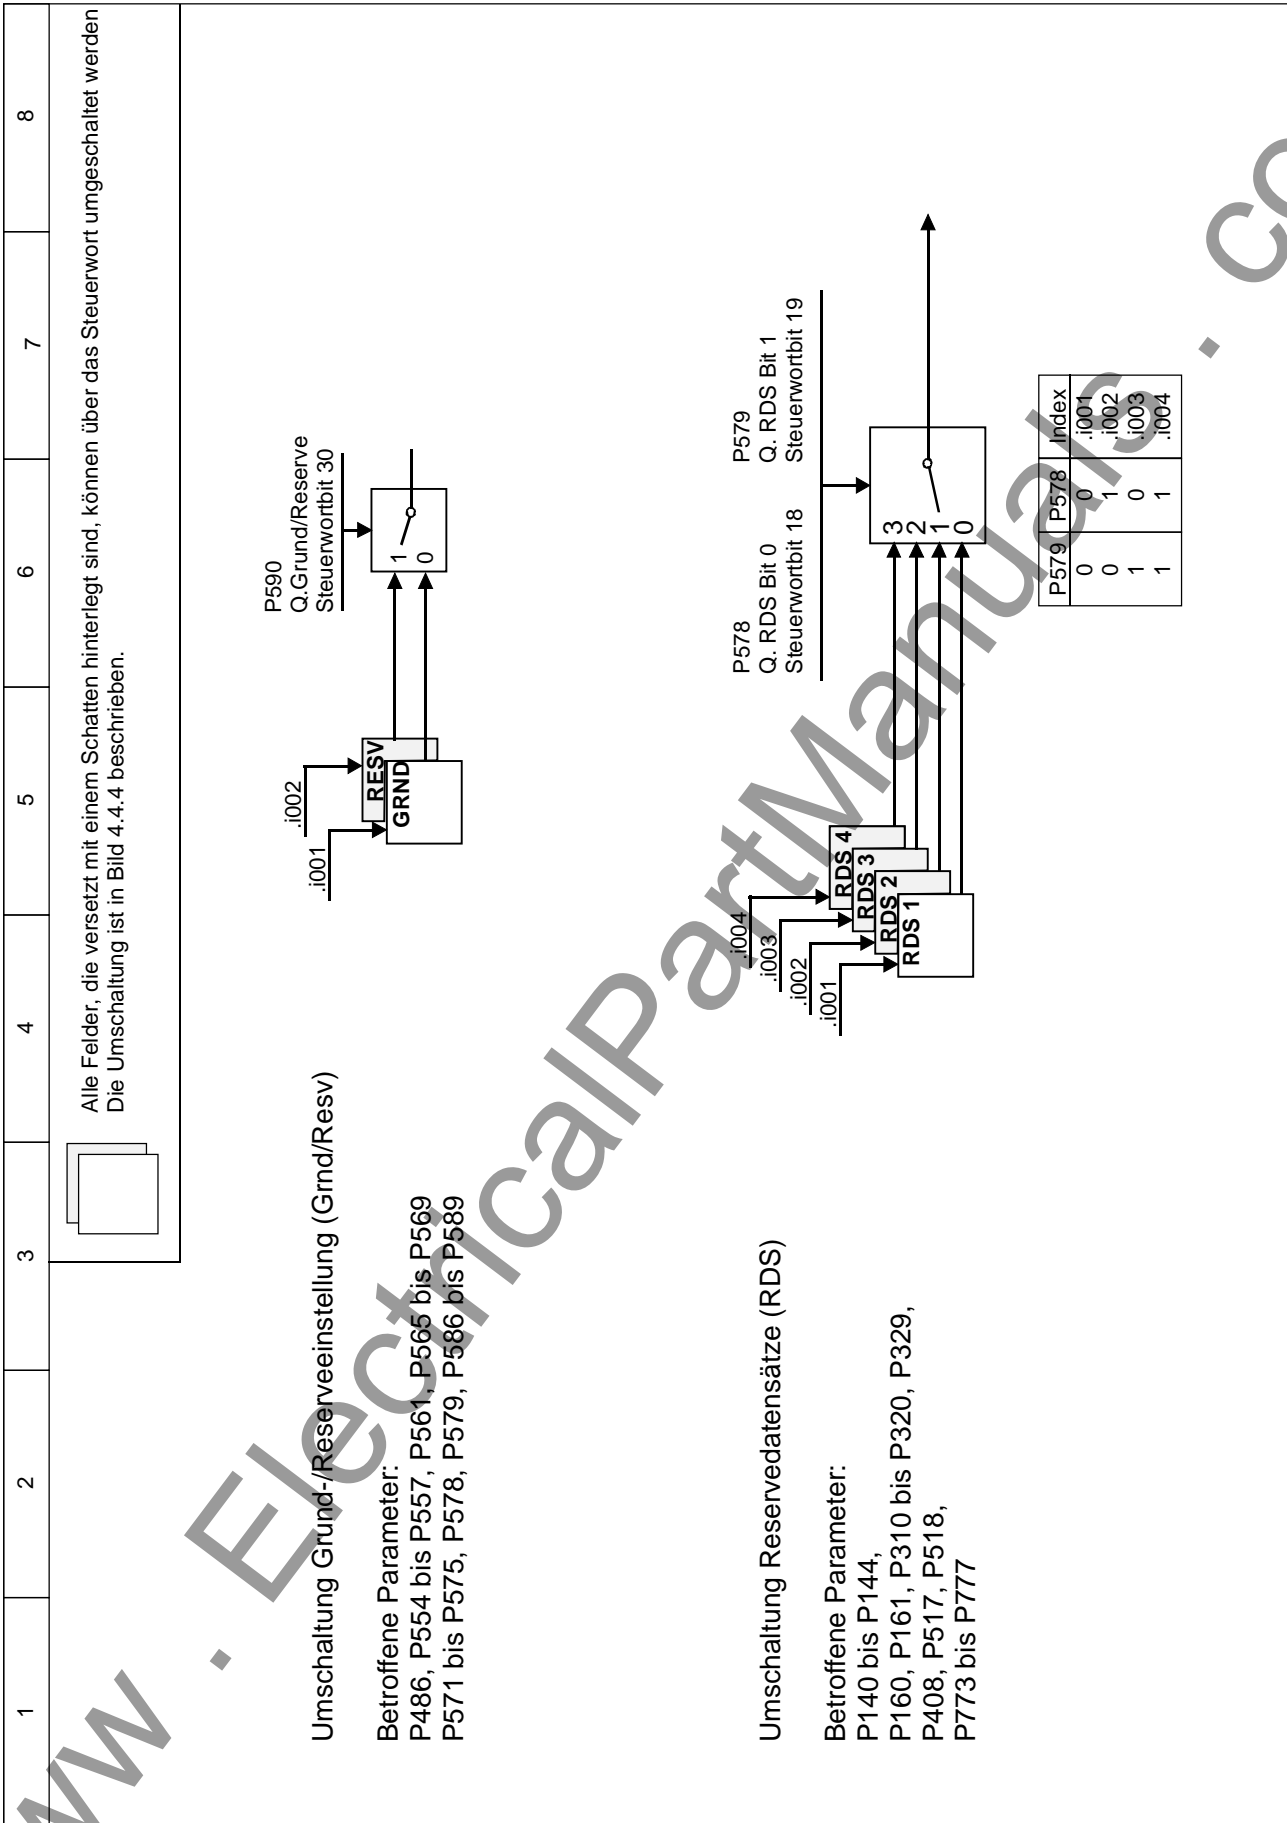 1 2 3 4 5 6 7 8
Alle Felder, die versetzt mit einem Schatten hinterlegt sind, können über das Steuerwort umgeschaltet werden
Die Umschaltung ist in Bild 4.4.4 beschrieben.
Umschaltung Grund-/Reserveeinstellung (Grnd/Resv)
Betroffene Parameter:
P486, P554 bis P557, P561, P565 bis P569
P571 bis P575, P578, P579, P586 bis P589
.i002
.i001
RESV
GRND
P590
Q.Grund/Reserve
Steuerwortbit 30
1
0
Umschaltung Reservedatensätze (RDS)
Betroffene Parameter:
P140 bis P144,
P160, P161, P310 bis P320, P329,
P408, P517, P518,
P773 bis P777
.i004
.i003
.i002
.i001
RDS 4
RDS 3
RDS 2
RDS 1
P578
Q. RDS Bit 0
Steuerwortbit 18
P579
Q. RDS Bit 1
Steuerwortbit 19
3
2
1
0
P579 P578 Index
0 0 .i001
0 1 .i002
1 0 .i003
1 1 .i004
ww . ElectricalPartManuals . co